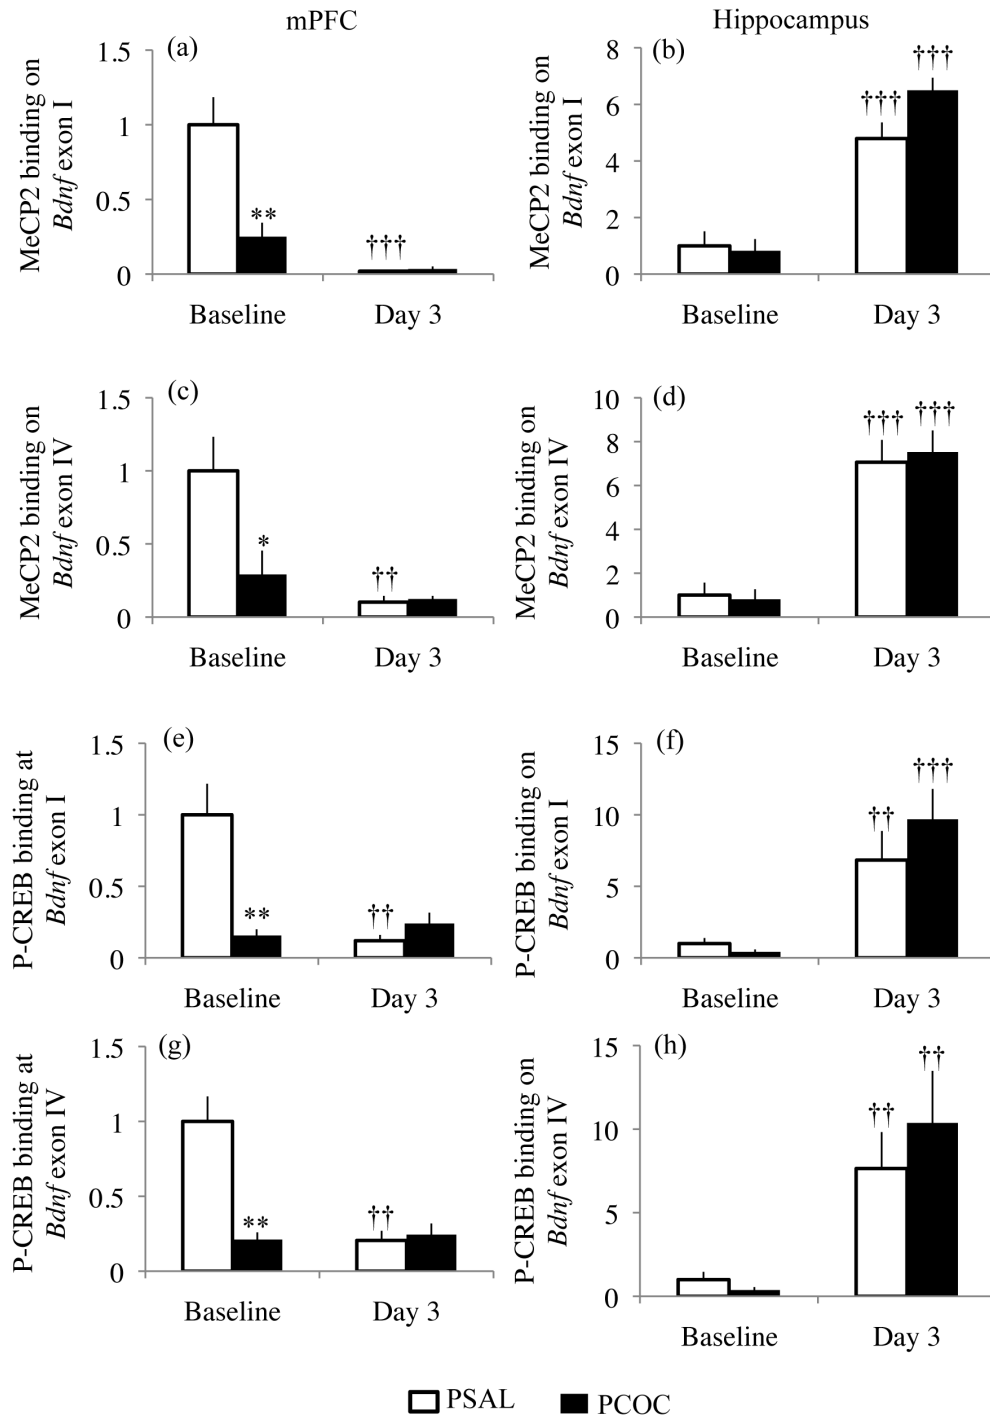 mPFC
Hippocampus
(a)
MeCP2 binding on
Bdnf exon I
1.5
1
0.5
0
**
†††
Baseline
Day 3
(b)
MeCP2 binding on
Bdnf exon I
8
6
4
2
0
†††
†††
Baseline
Day 3
(c)
MeCP2 binding on
Bdnf exon IV
1.5
1
0.5
0
*
††
Baseline
Day 3
(d)
MeCP2 binding on
Bdnf exon IV
10
8
6
4
2
0
†††
†††
Baseline
Day 3
(e)
P-CREB binding at
Bdnf exon I
1.5
1
0.5
0
**
††
Baseline
Day 3
(f)
P-CREB binding on
Bdnf exon I
15
10
5
0
††
†††
Baseline
Day 3
(g)
P-CREB binding at
Bdnf exon IV
1.5
1
0.5
0
**
††
Baseline
Day 3
(h)
P-CREB binding on
Bdnf exon IV
15
10
5
0
††
††
Baseline
Day 3
PSAL
PCOC